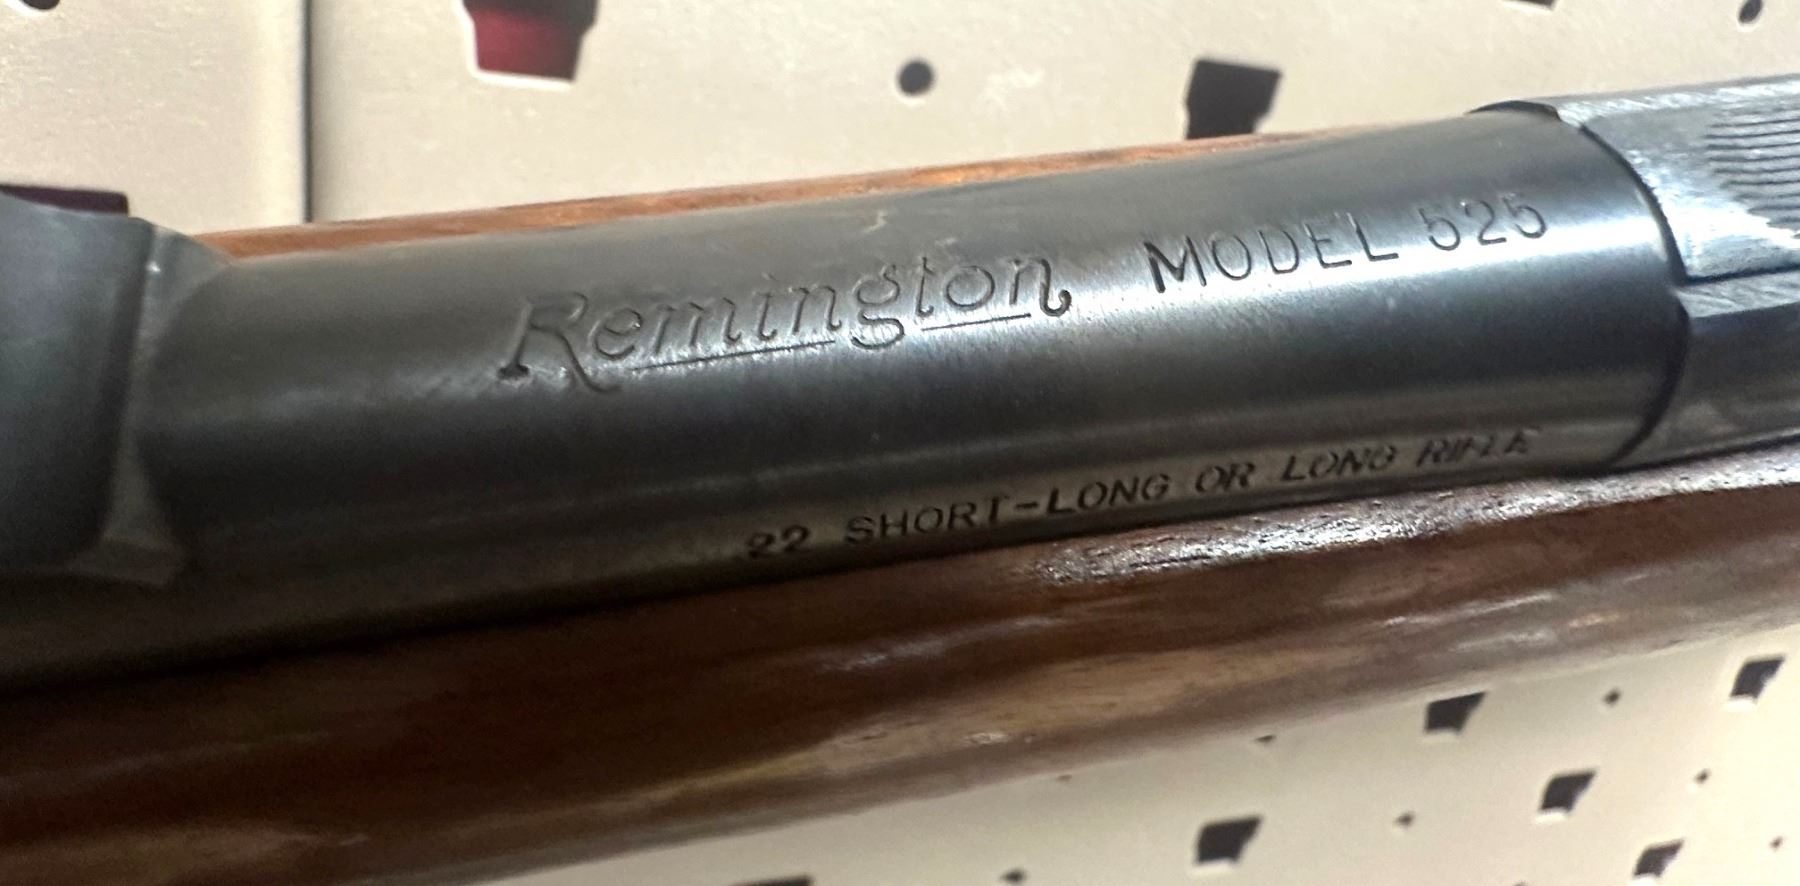 Remington MODEL 525
22 SHORT-LONG OR LONG RIFLE